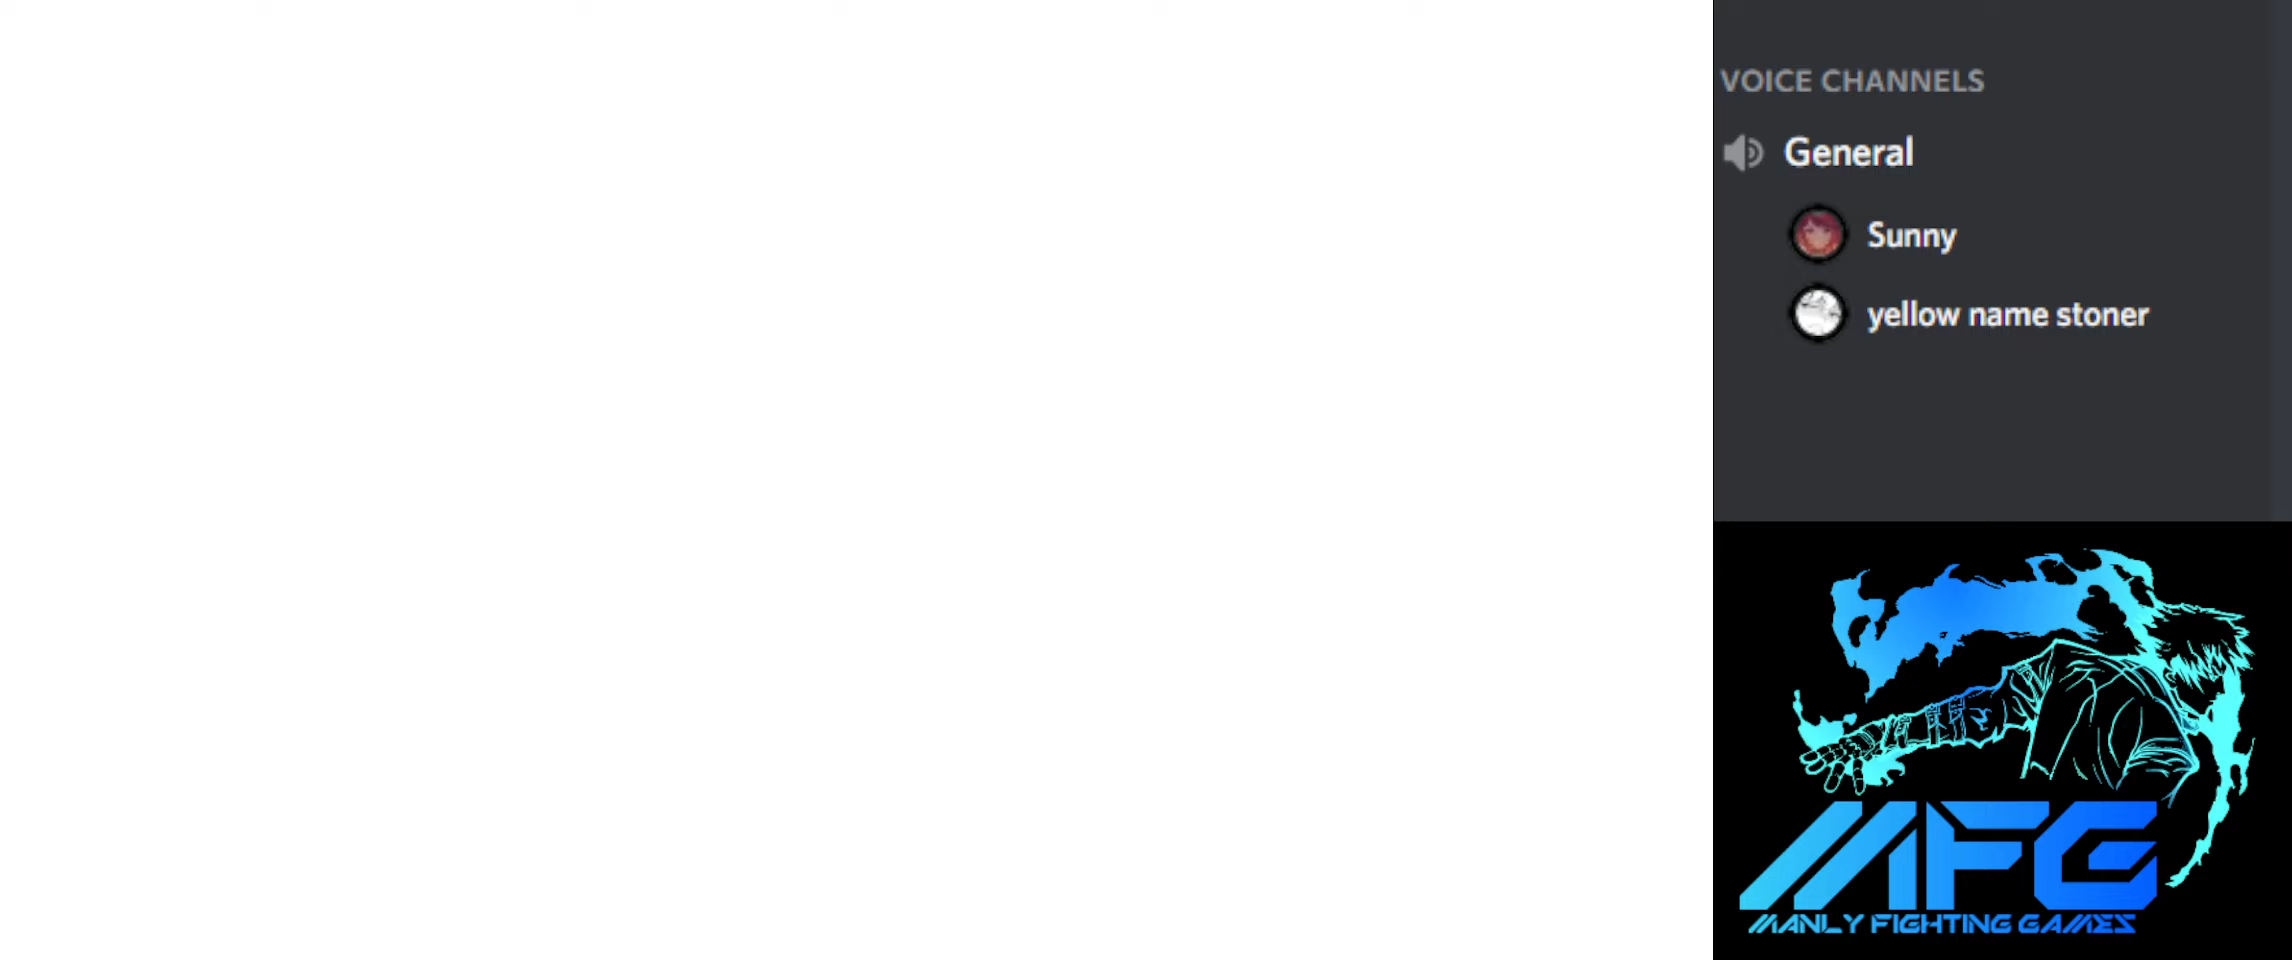 VOICE CHANNELS
General
Sunny
yellow name stoner
MFG
MANLY FIGHTING GAMES